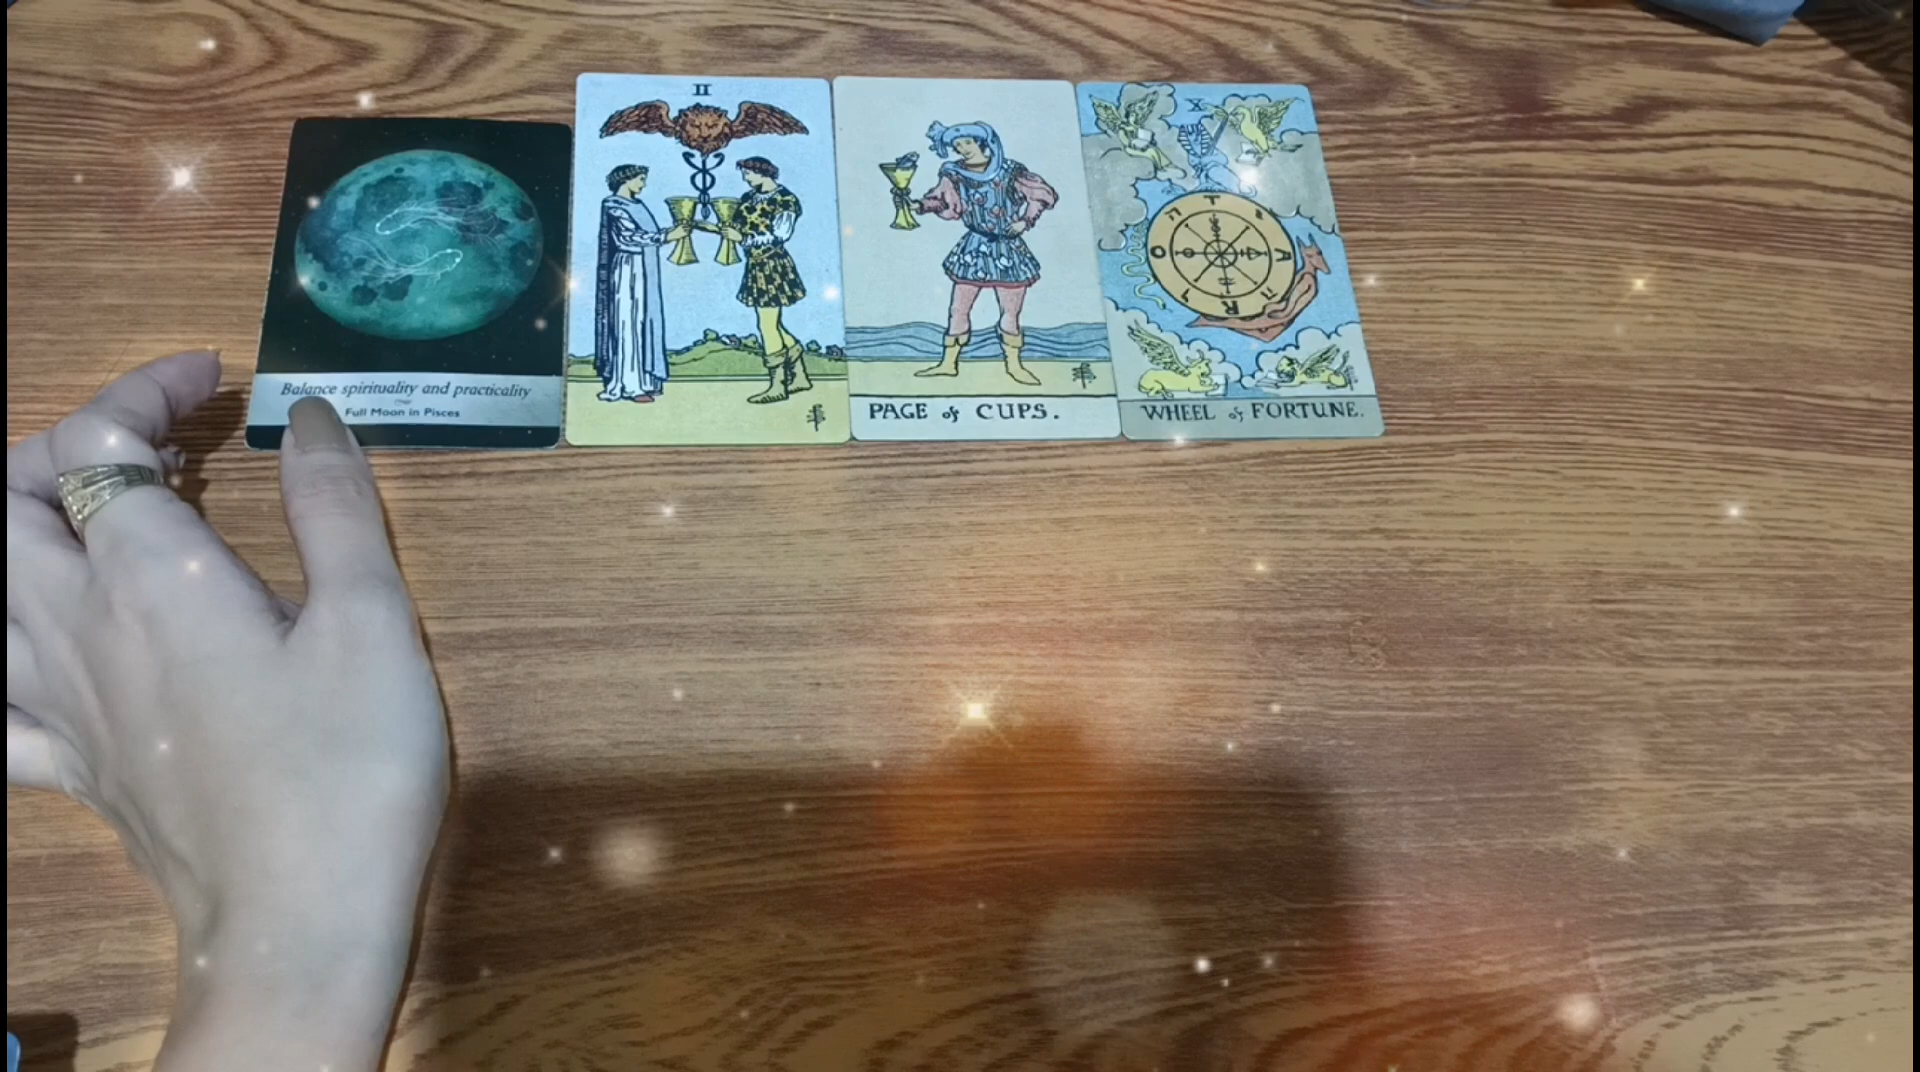 Balance spirituality and practicality
Full Moon in Pisces
II
PAGE of CUPS.
X
WHEEL of FORTUNE.